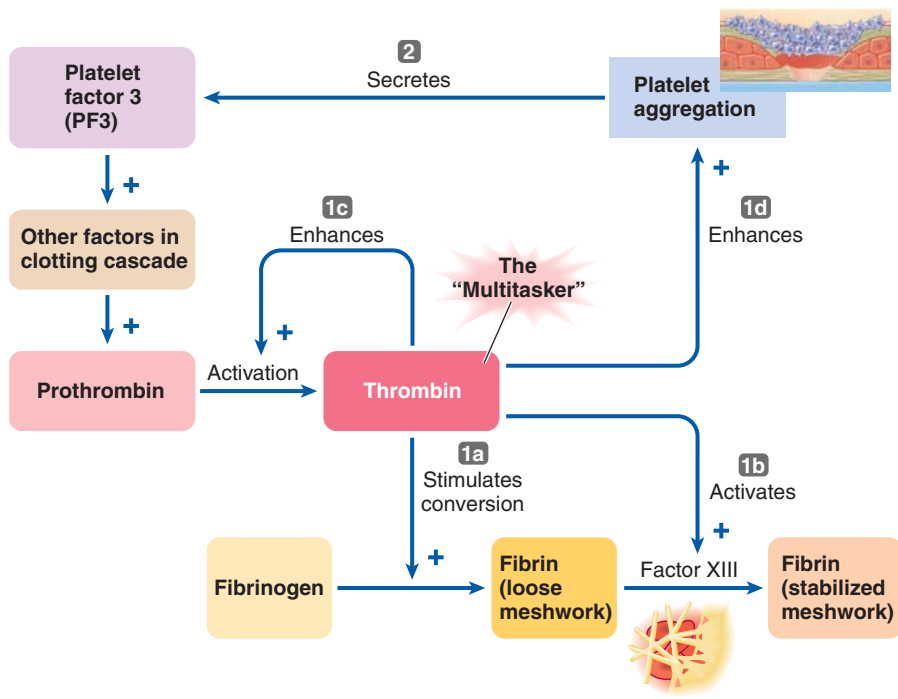 2
Secretes
Platelet
factor 3
(PF3)
Platelet
aggregation
+
+
1c
Enhances
1d
Enhances
Other factors in
clotting cascade
The
“Multitasker”
+
+
Prothrombin
Activation
Thrombin
1a
Stimulates
conversion
1b
Activates
+
+
Fibrinogen
Fibrin
(loose
meshwork)
Factor XIII
Fibrin
(stabilized
meshwork)